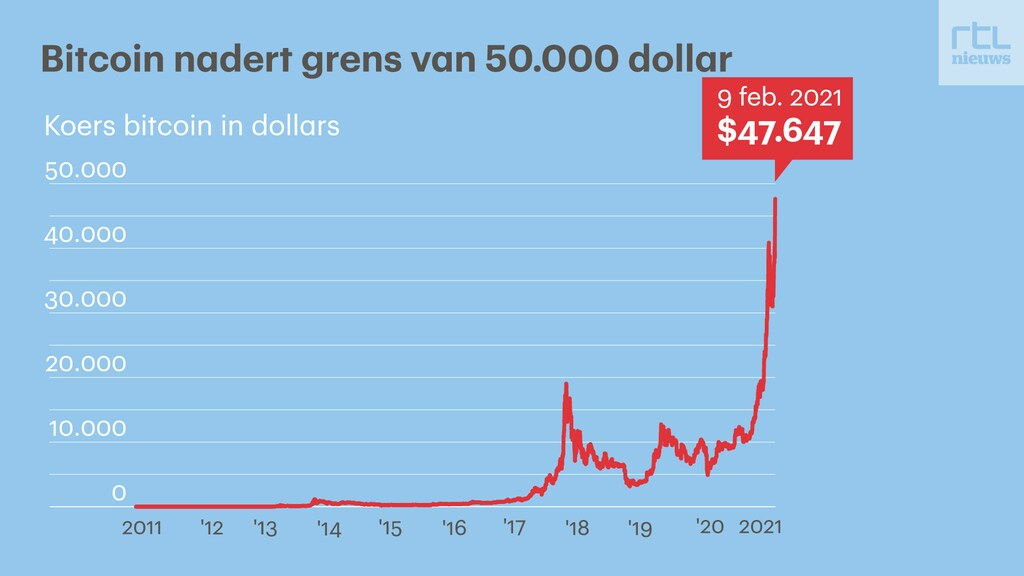 Bitcoin nadert grens van 50.000 dollar
rtl
nieuws
9 feb. 2021
$47.647
Koers bitcoin in dollars
50.000
40.000
30.000
20.000
10.000
0
2011 '12 '13 '14 '15 '16 '17 '18 '19 '20 2021